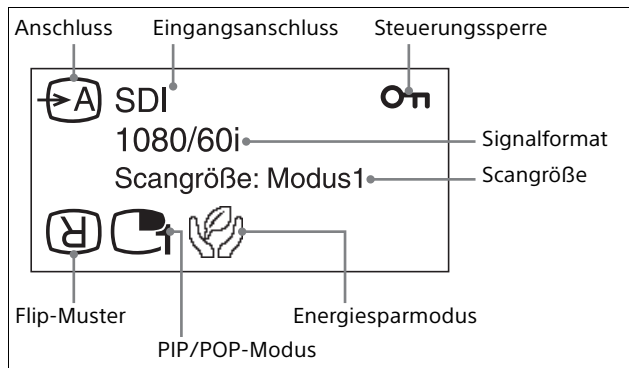 Anschluss Eingangsanschluss Steuerungssperre
A SDI
1080/60i Signalformat
Scangröße: Modus1 Scangröße
R
Flip-Muster Energiesparmodus
PIP/POP-Modus